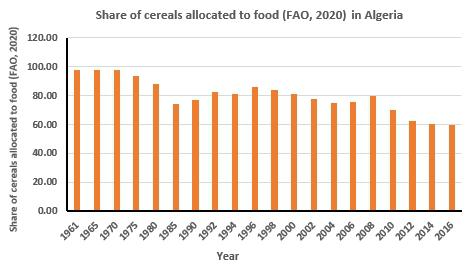 Share of cereals allocated to food (FAO, 2020) in Algeria
Share of cereals allocated to food (FAO, 2020)
120.00
100.00
80.00
60.00
40.00
20.00
0.00
1961 1965 1970 1975 1980 1985 1990 1992 1994 1996 1998 2000 2002 2004 2006 2008 2010 2012 2014 2016
Year